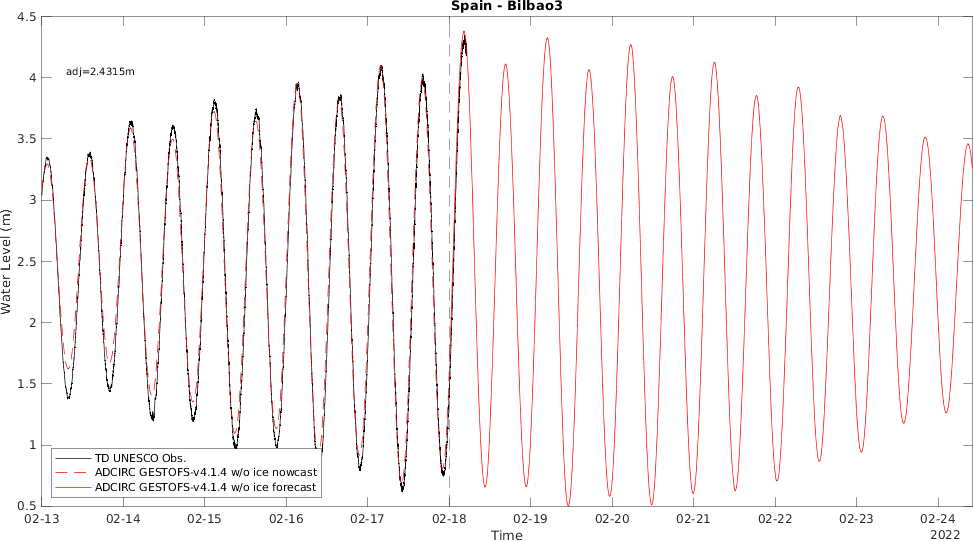 Spain - Bilbao3
4.5
4
3.5
3
2.5
2
1.5
1
0.5
Water Level (m)
adj=2.4315m
TD UNESCO Obs.
ADCIRC GESTOFS-v4.1.4 w/o ice nowcast
ADCIRC GESTOFS-v4.1.4 w/o ice forecast
02-13 02-14 02-15 02-16 02-17 02-18 02-19 02-20 02-21 02-22 02-23 02-24
Time
2022